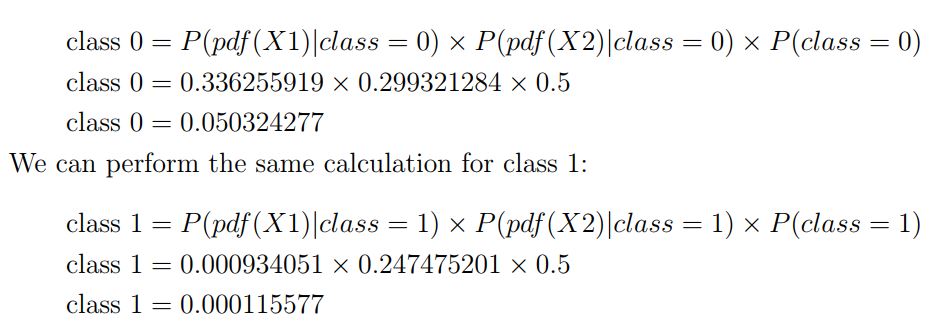 class 0 = P(pdf(X1)|class = 0) × P(pdf(X2)|class = 0) × P(class = 0)
class 0 = 0.336255919 × 0.299321284 × 0.5
class 0 = 0.050324277
We can perform the same calculation for class 1:
class 1 = P(pdf(X1)|class = 1) × P(pdf(X2)|class = 1) × P(class = 1)
class 1 = 0.000934051 × 0.247475201 × 0.5
class 1 = 0.000115577